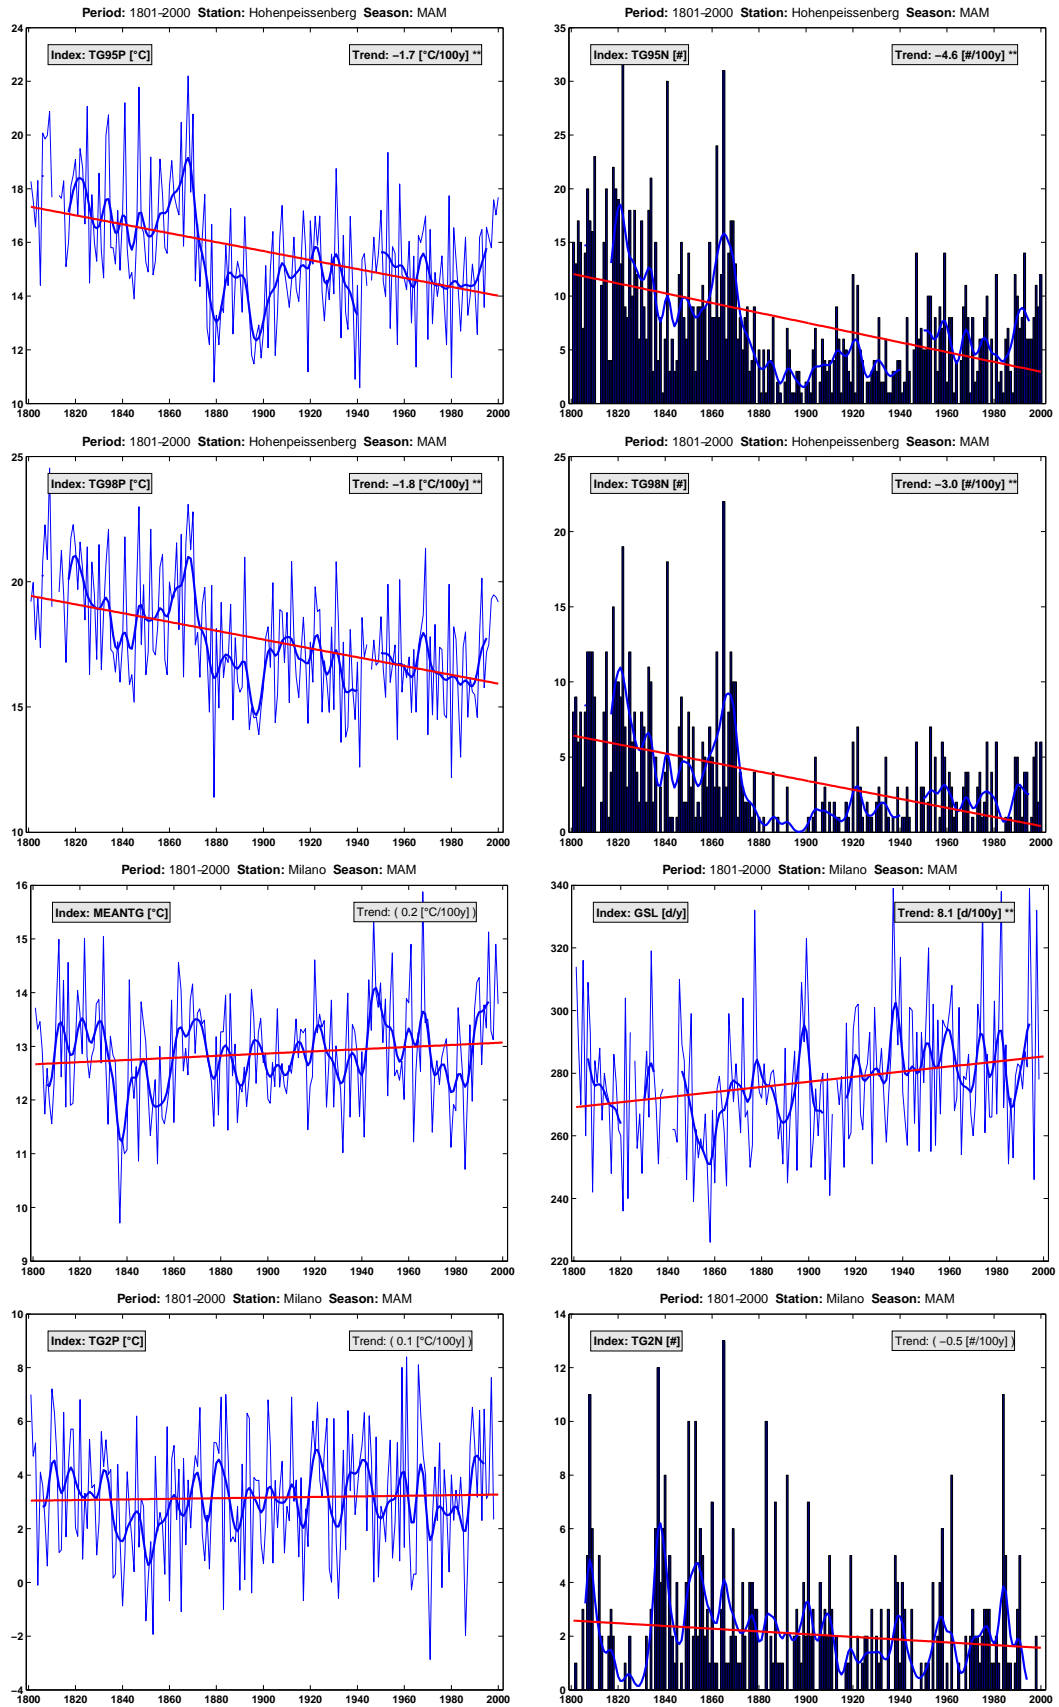 Period: 1801–2000 Station: Hohenpeissenberg Season: MAM
Index: TG95P [°C]
Trend: −1.7 [°C/100y] **
24
22
20
18
16
14
12
10
1800 1820 1840 1860 1880 1900 1920 1940 1960 1980 2000
Period: 1801–2000 Station: Hohenpeissenberg Season: MAM
Index: TG95N [#]
Trend: −4.6 [#/100y] **
35
30
25
20
15
10
5
0
1800 1820 1840 1860 1880 1900 1920 1940 1960 1980 2000
Period: 1801–2000 Station: Hohenpeissenberg Season: MAM
Index: TG98P [°C]
Trend: −1.8 [°C/100y] **
25
20
15
10
1800 1820 1840 1860 1880 1900 1920 1940 1960 1980 2000
Period: 1801–2000 Station: Hohenpeissenberg Season: MAM
Index: TG98N [#]
Trend: −3.0 [#/100y] **
25
20
15
10
5
0
1800 1820 1840 1860 1880 1900 1920 1940 1960 1980 2000
Period: 1801–2000 Station: Milano Season: MAM
Index: MEANTG [°C]
Trend: ( 0.2 [°C/100y] )
16
15
14
13
12
11
10
9
1800 1820 1840 1860 1880 1900 1920 1940 1960 1980 2000
Period: 1801–2000 Station: Milano Season: MAM
Index: GSL [d/y]
Trend: 8.1 [d/100y] **
340
320
300
280
260
240
220
1800 1820 1840 1860 1880 1900 1920 1940 1960 1980 2000
Period: 1801–2000 Station: Milano Season: MAM
Index: TG2P [°C]
Trend: ( 0.1 [°C/100y] )
10
8
6
4
2
0
−2
−4
1800 1820 1840 1860 1880 1900 1920 1940 1960 1980 2000
Period: 1801–2000 Station: Milano Season: MAM
Index: TG2N [#]
Trend: ( −0.5 [#/100y] )
14
12
10
8
6
4
2
0
1800 1820 1840 1860 1880 1900 1920 1940 1960 1980 2000